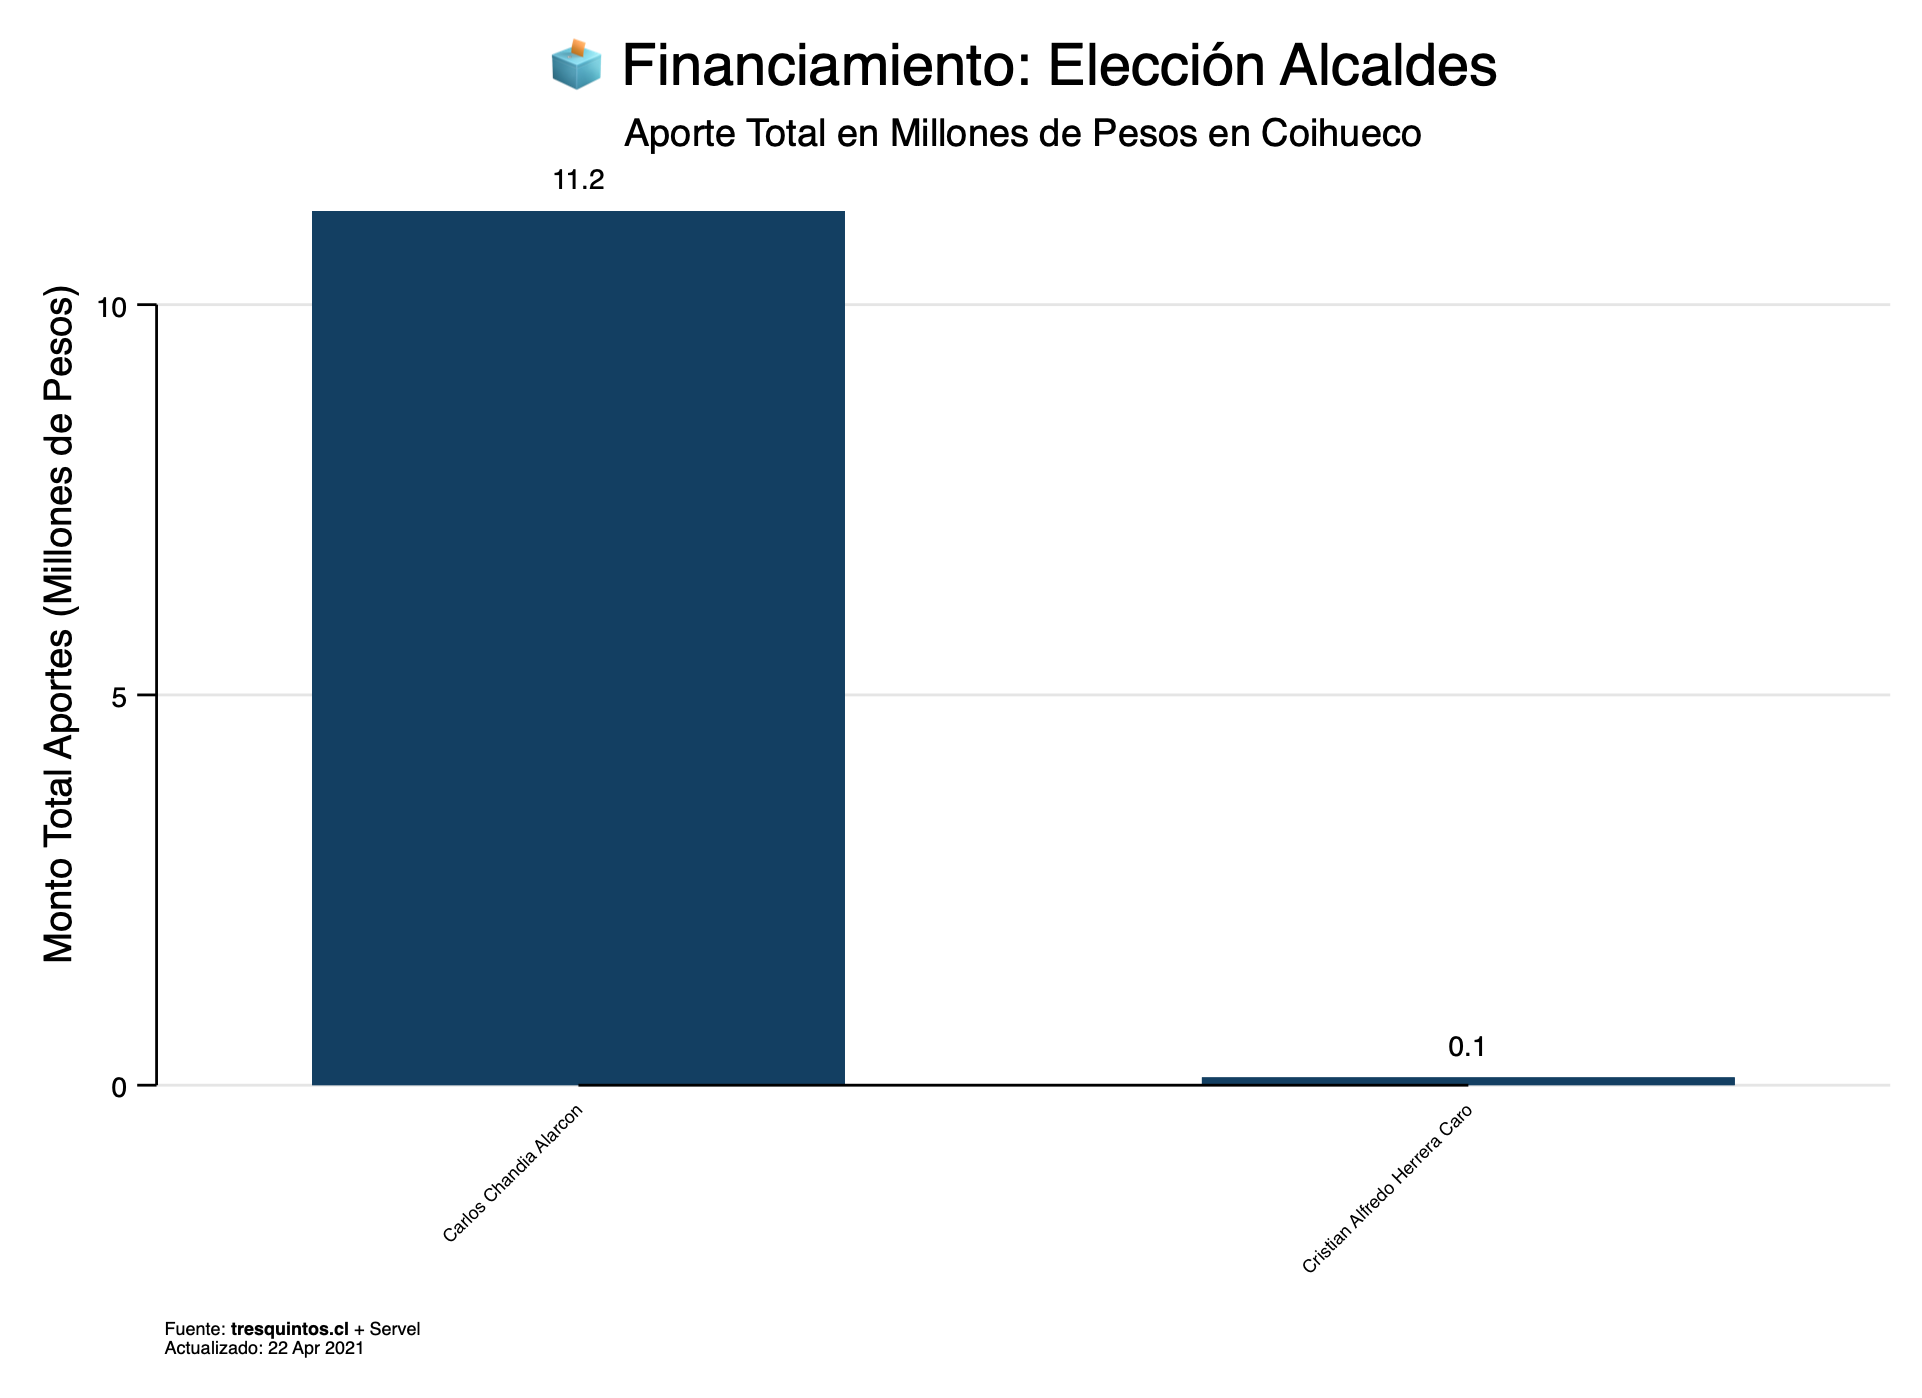 Financiamiento: Elección Alcaldes
Aporte Total en Millones de Pesos en Coihueco
11.2
Monto Total Aportes (Millones de Pesos)
10
5
0.1
0
Carlos Chandia Alarcon
Cristian Alfredo Herrera Caro
Fuente: tresquintos.cl + Servel
Actualizado: 22 Apr 2021